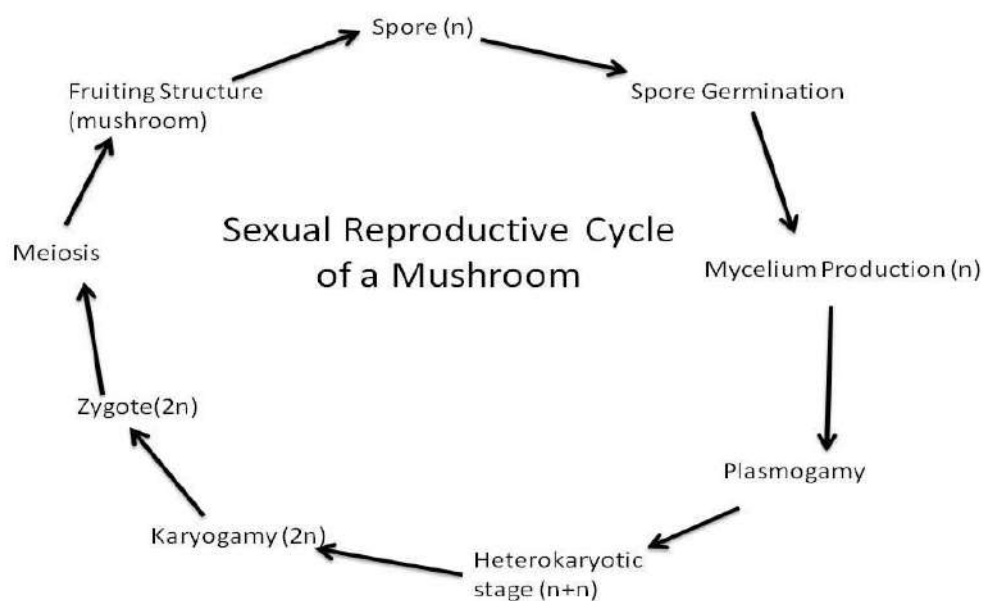 Sexual Reproductive Cycle
of a Mushroom
Spore (n)
Spore Germination
Mycelium Production (n)
Plasmogamy
Heterokaryotic
stage (n+n)
Karyogamy (2n)
Zygote(2n)
Meiosis
Fruiting Structure
(mushroom)